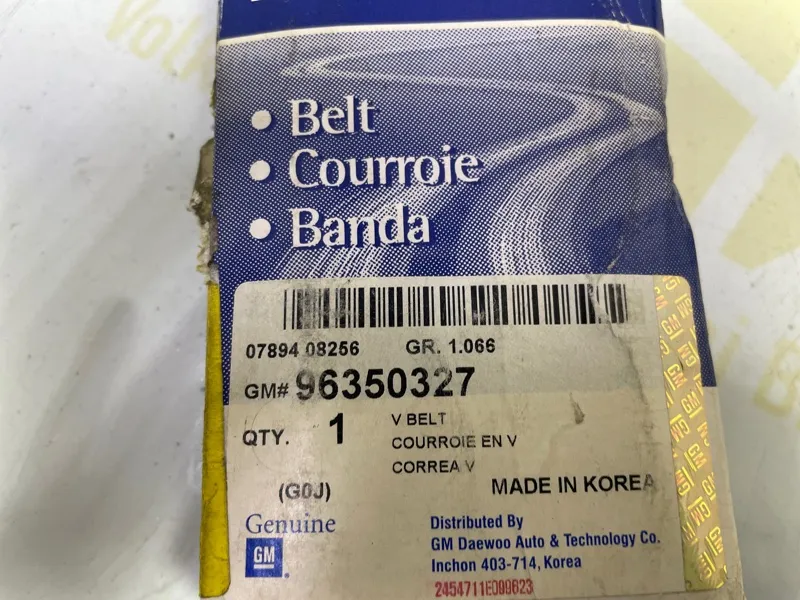 • Belt
• Courroie
• Banda
07894 08256 GR. 1.066
GM# 96350327
QTY. 1 V BELT
COURROIE EN V
CORREA V
(G0J) MADE IN KOREA
Genuine
GM
Distributed By
GM Daewoo Auto & Technology Co.
Inchon 403-714, Korea
2454711E099623